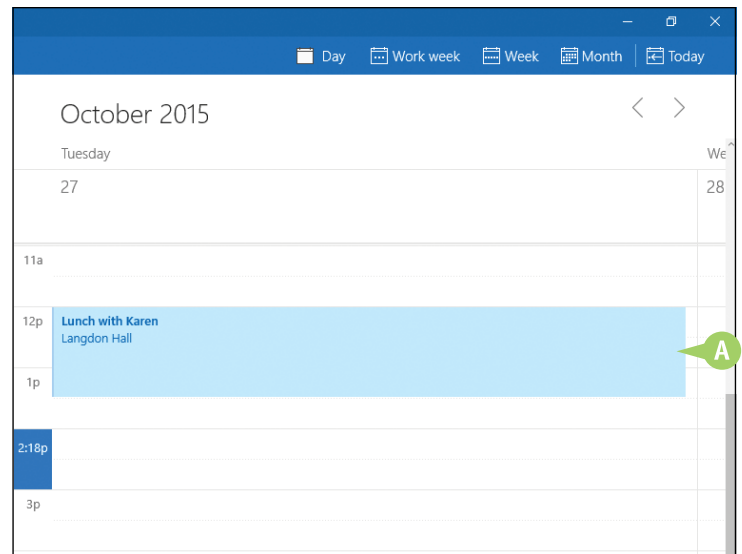 Day Work week Week Month Today
October 2015
Tuesday We
27 28
11a
12p Lunch with Karen
Langdon Hall
A
1p
2:18p
3p